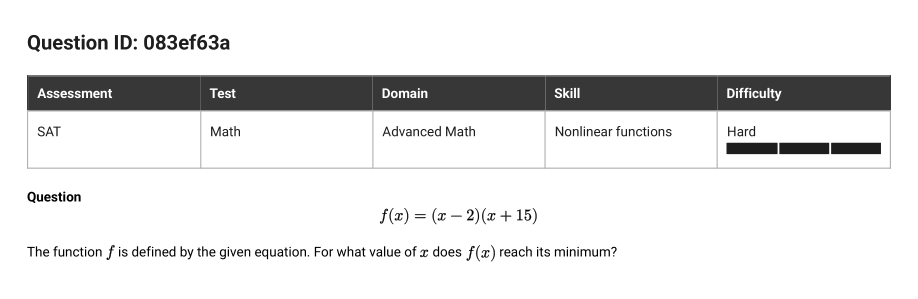 Question ID: 083ef63a
Assessment Test Domain Skill Difficulty
SAT Math Advanced Math Nonlinear functions Hard
Question
f(x) = (x − 2)(x + 15)
The function f is defined by the given equation. For what value of x does f(x) reach its minimum?